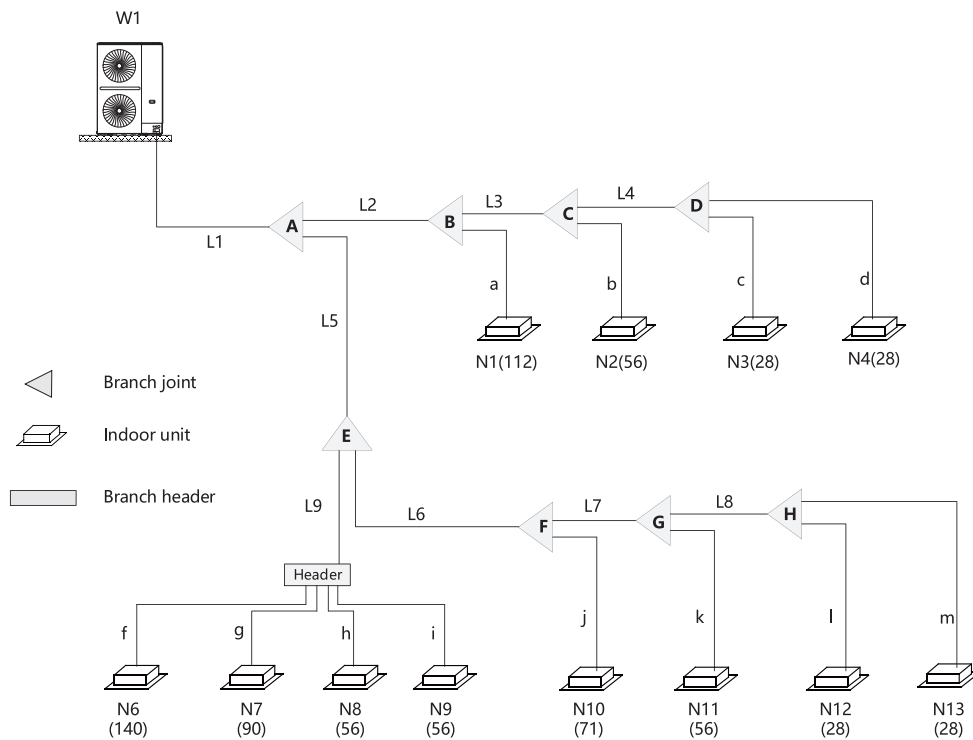 W1
L1
A
L2
B
L3
C
L4
D
a
b
c
d
N1(112)
N2(56)
N3(28)
N4(28)
L5
Branch joint
Indoor unit
Branch header
E
L9
L6
F
L7
G
L8
H
Header
f
g
h
i
j
k
l
m
N6
(140)
N7
(90)
N8
(56)
N9
(56)
N10
(71)
N11
(56)
N12
(28)
N13
(28)